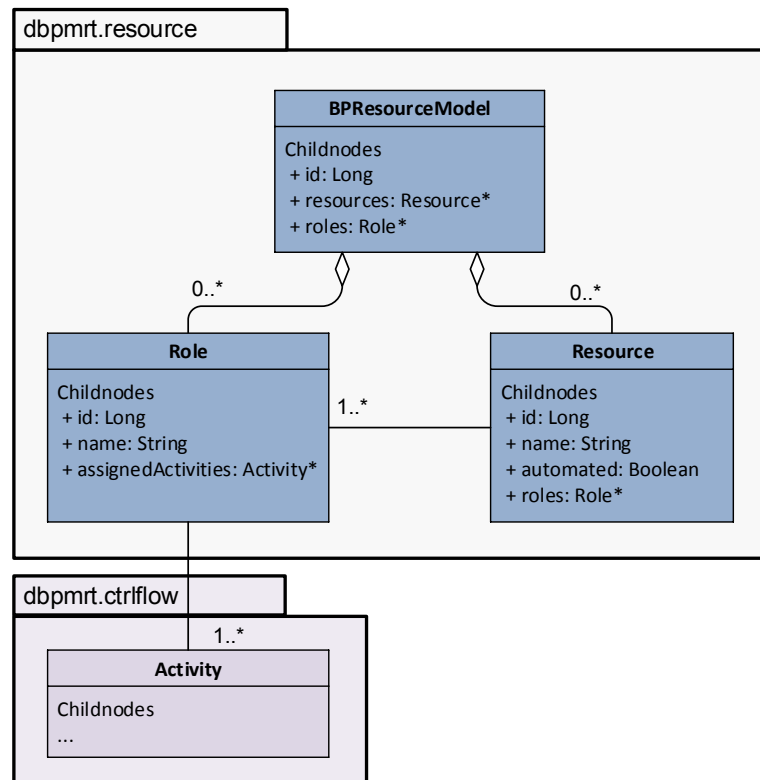 dbpmrt.resource
BPResourceModel
Childnodes
+ id: Long
+ resources: Resource*
+ roles: Role*
0..*
0..*
Role
Childnodes
+ id: Long
+ name: String
+ assignedActivities: Activity*
1..*
Resource
Childnodes
+ id: Long
+ name: String
+ automated: Boolean
+ roles: Role*
dbpmrt.ctrlflow
1..*
Activity
Childnodes
...